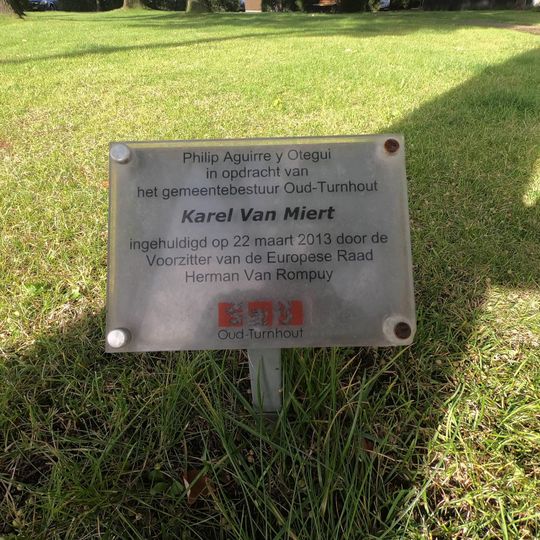 Philip Aguirre y Otegui
in opdracht van
het gemeentebestuur Oud-Turnhout
Karel Van Miert
ingehuldigd op 22 maart 2013 door de
Voorzitter van de Europese Raad
Herman Van Rompuy
Oud-Turnhout